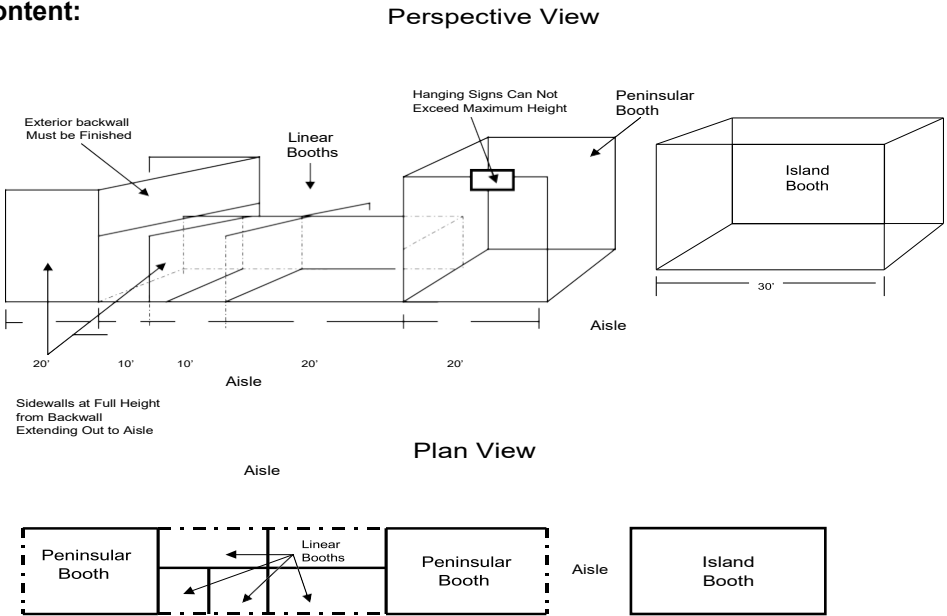 ontent:
Perspective View
Hanging Signs Can Not
Exceed Maximum Height
Peninsular
Booth
Exterior backwall
Must be Finished
Linear
Booths
Island
Booth
30'
Aisle
20'
10'
10'
20'
20'
Aisle
Sidewalls at Full Height
from Backwall
Extending Out to Aisle
Plan View
Aisle
Peninsular
Booth
Linear
Booths
Peninsular
Booth
Aisle
Island
Booth